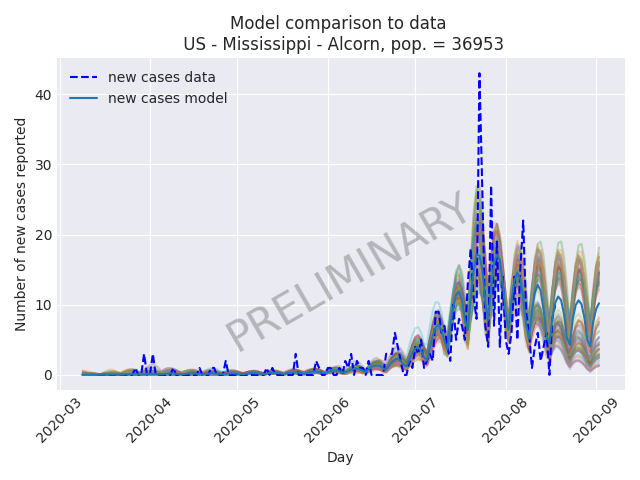 Model comparison to data
US - Mississippi - Alcorn, pop. = 36953
new cases data
new cases model
PRELIMINARY
Number of new cases reported
40
30
20
10
0
2020-03
2020-04
2020-05
2020-06
2020-07
2020-08
2020-09
Day